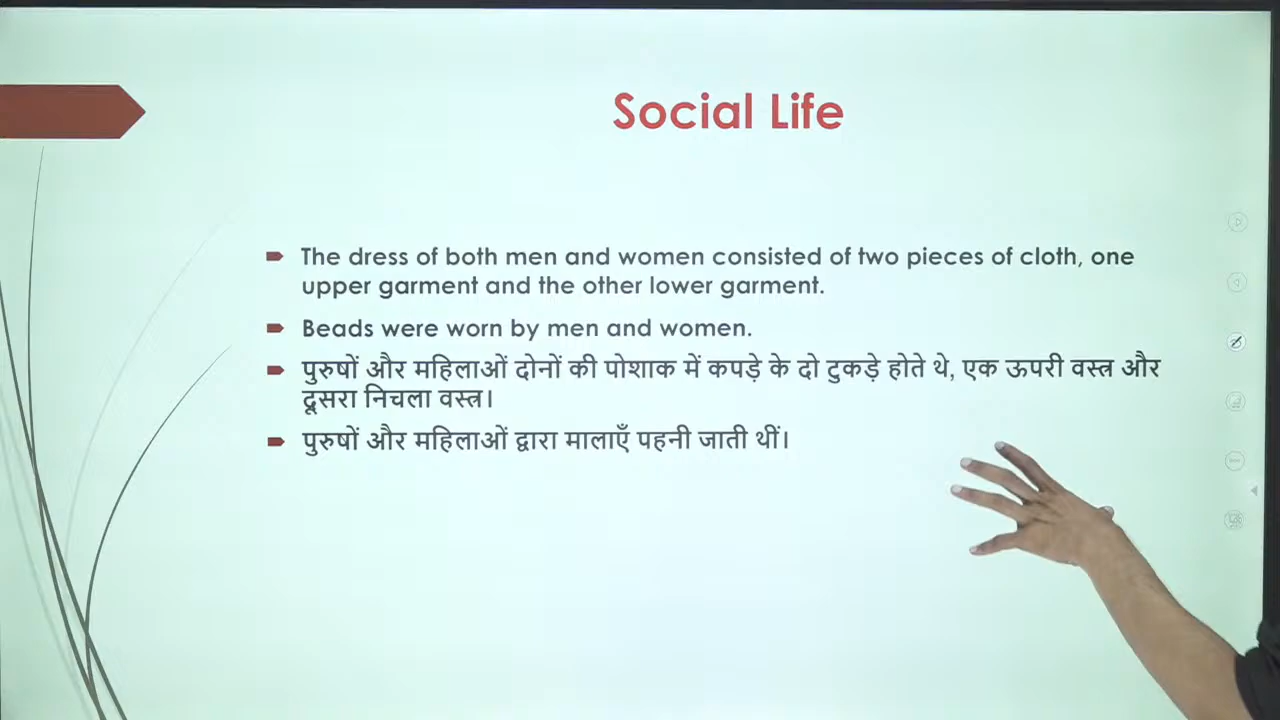 Social Life
The dress of both men and women consisted of two pieces of cloth, one
upper garment and the other lower garment.
Beads were worn by men and women.
पुरुषों और महिलाओं दोनों की पोशाक में कपड़े के दो टुकड़े होते थे, एक ऊपरी वस्त्र और
दूसरा निचला वस्त्र।
पुरुषों और महिलाओं द्वारा मालाएँ पहनी जाती थीं।